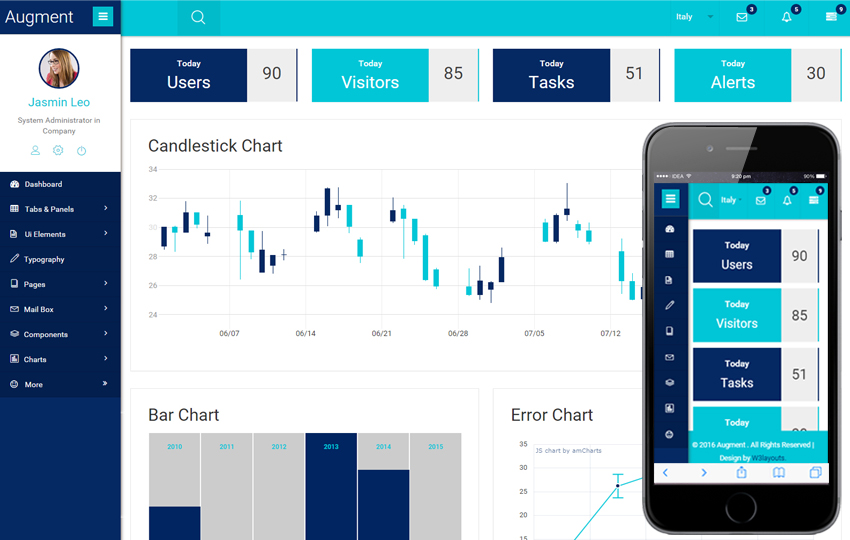 Augment
Italy
3
5
9
Jasmin Leo
System Administrator in
Company
Dashboard
Tabs & Panels
Ui Elements
Typography
Pages
Mail Box
Components
Charts
More
Today
Users
90
Today
Visitors
85
Today
Tasks
51
Today
Alerts
30
Candlestick Chart
34
32
30
28
26
24
06/07
06/14
06/21
06/28
07/05
07/12
Bar Chart
2010
2011
2012
2013
2014
2015
Error Chart
JS chart by amCharts
35
30
25
20
15
IDEA
9:20 pm
90%
Italy
3
5
9
Today
Users
90
Today
Visitors
85
Today
Tasks
51
Today
© 2016 Augment . All Rights Reserved |
Design by W3layouts